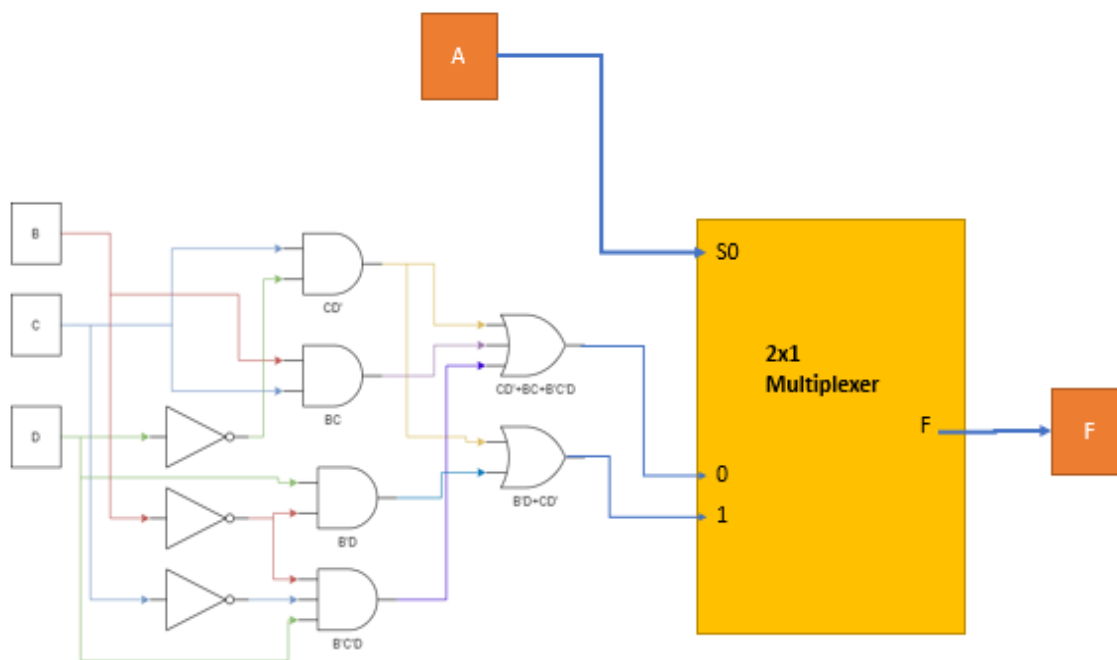 A
B
S0
C
CD'
2x1
Multiplexer
CD'+BC+B'C'D
BC
F
F
D
0
B'D+CD'
1
B'D
B'C'D